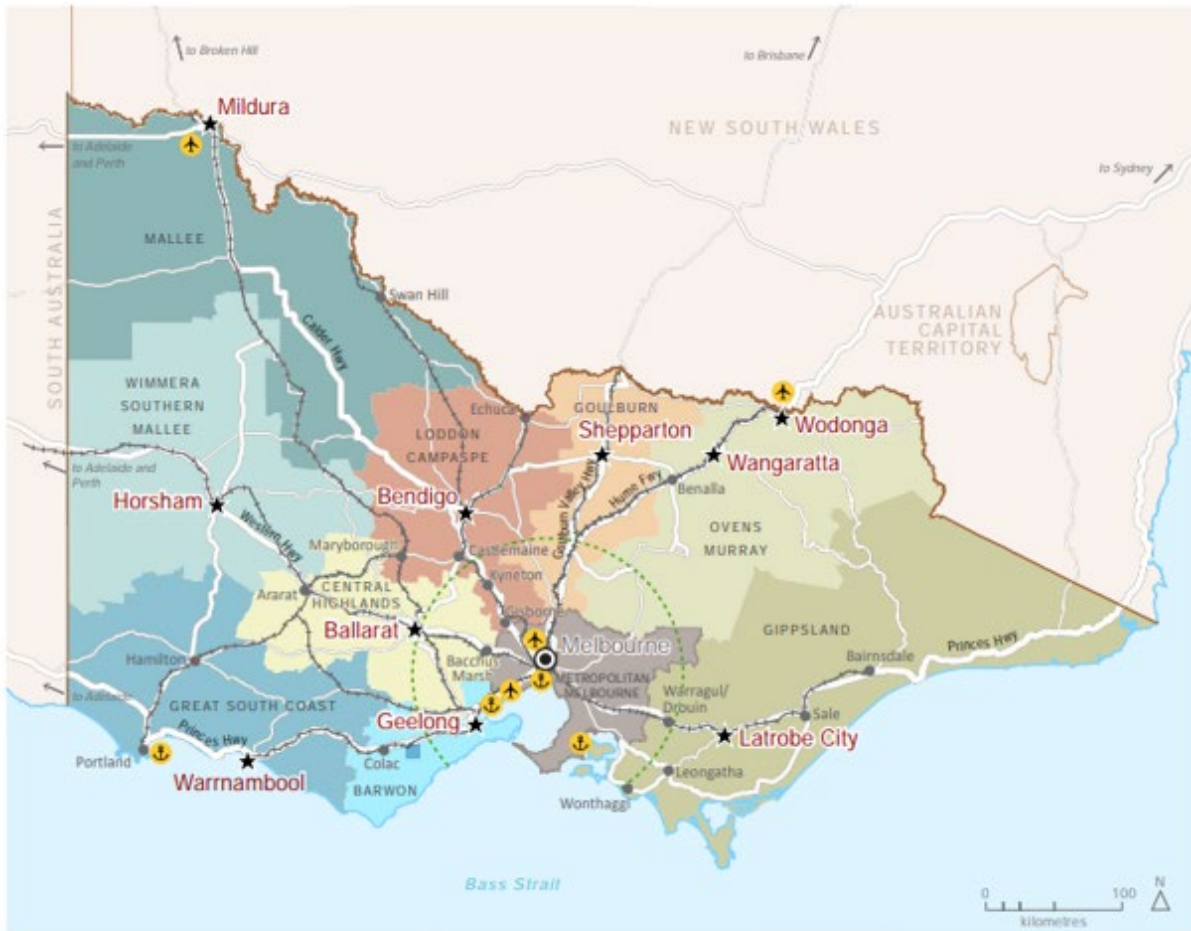 to Broken Hill
to Brisbane
Mildura
NEW SOUTH WALES
to Adelaide
and Perth
to Sydney
SOUTH AUSTRALIA
MALLEE
Swan Hill
AUSTRALIAN
CAPITAL
TERRITORY
Calder Hwy
WIMMERA
SOUTHERN
MALLEE
Echuca
GOULBURN
LODDON
CAMPASPE
Shepparton
Wodonga
Wangaratta
to Adelaide and
Perth
Horsham
Bendigo
Goulburn Valley Hwy
Hume Fwy
Benalla
OVENS
MURRAY
Western Hwy
Maryborough
Castlemaine
Kyneton
CENTRAL
HIGHLANDS
Ararat
Gisborne
Ballarat
Melbourne
GIPPSLAND
Princes Hwy
Hamilton
Bacchus
Marsh
METROPOLITAN
MELBOURNE
Bairnsdale
to Adelaide
GREAT SOUTH COAST
Geelong
Warragul/
Drouin
Sale
Princes Hwy
Latrobe City
Portland
Colac
Leongatha
Warrnambool
BARWON
Wonthaggi
Bass Strait
0 100
kilometres
N